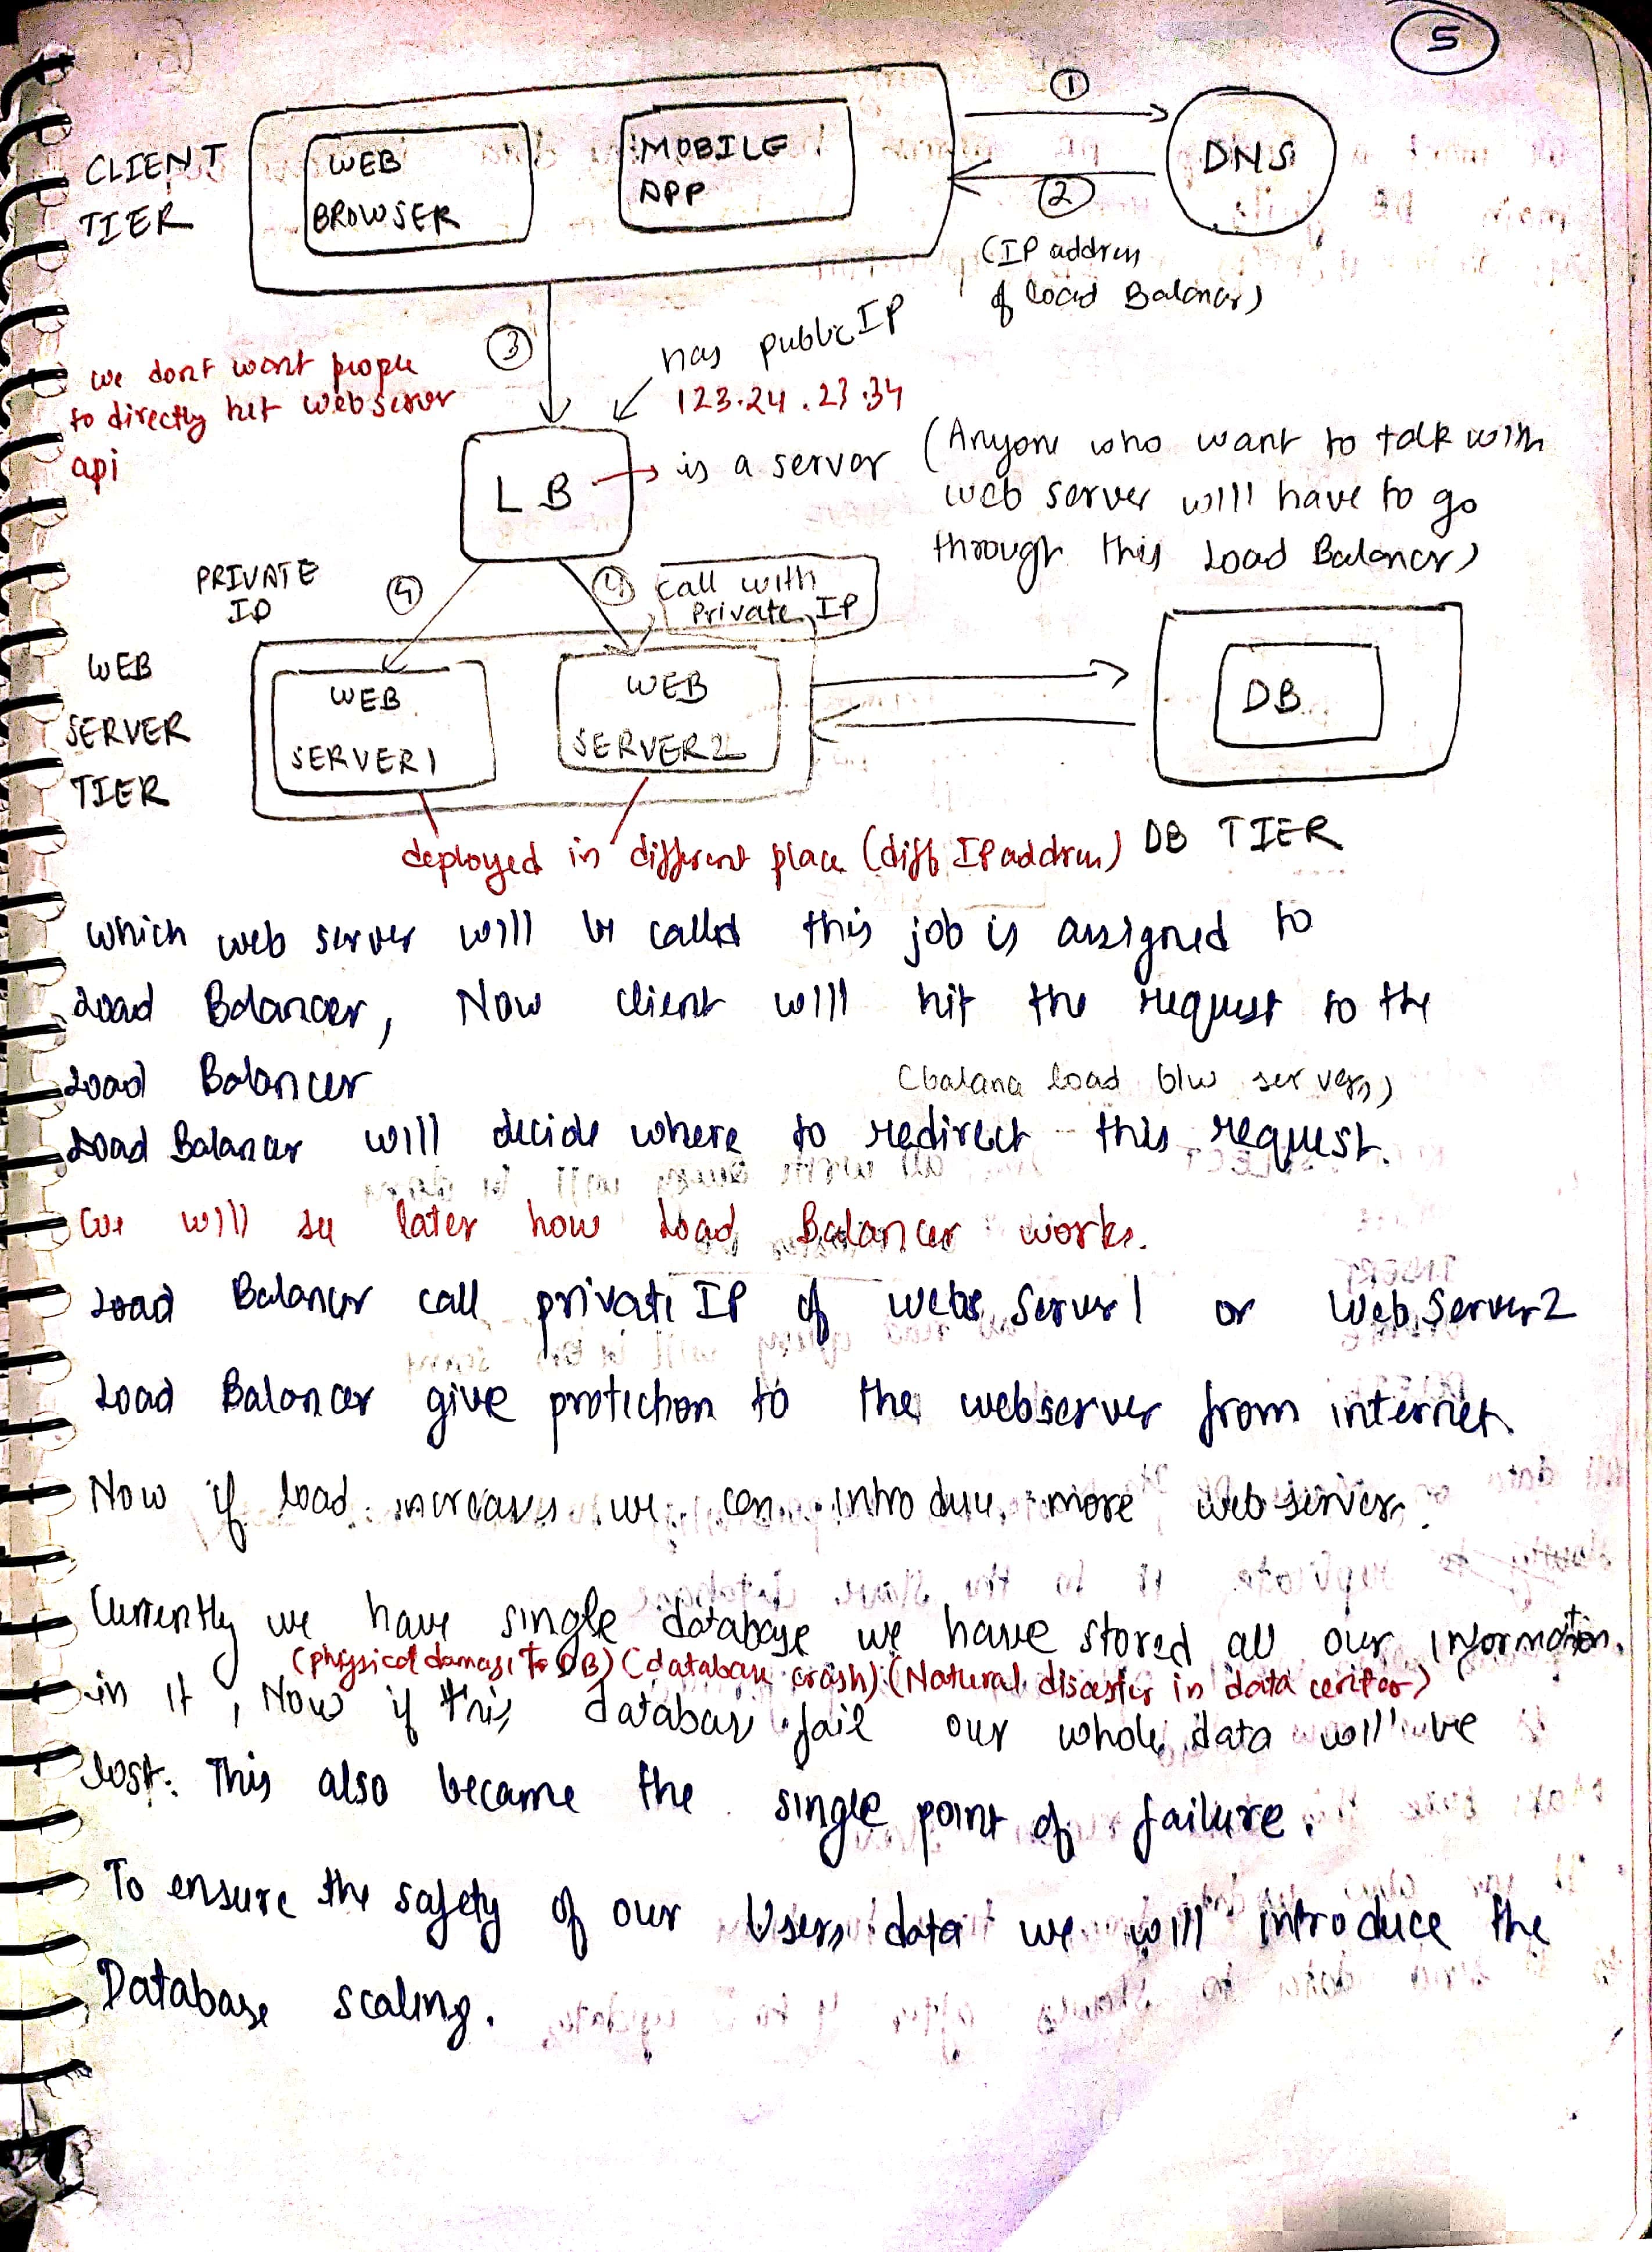 5
CLIENT
TIER
WEB
BROWSER
MOBILE
APP
1
DNS
2
(IP address
of Load Balancer)
3
has public IP
123.24.23.34
we dont want people
to directly hit web server
api
LB
is a server
(Anyone who want to talk with
web server will have to go
through this Load Balancer)
PRIVATE
IP
4
4
call with
Private IP
WEB
SERVER
TIER
WEB
SERVER1
WEB
SERVER2
DB
deployed in different place (diff IP address)
DB TIER
which web server will be called this job is assigned to
Load Balancer, Now client will hit the request to the
Load Balancer
(balance load b/w servers)
Load Balancer will decide where to redirect this request.
We will see later how Load Balancer works.
Load Balancer call private IP of Web Server1 or Web Server2
Load Balancer give protection to the webserver from internet.
Now if load increases we can introduce more web servers.
Currently we have single database we have stored all our information
(physical damage to DB) (database crash) (Natural disaster in data center)
in it, Now if this database fail our whole data will be
lost. This also became the single point of failure.
To ensure the safety of our Users data we will introduce the
Database scaling.